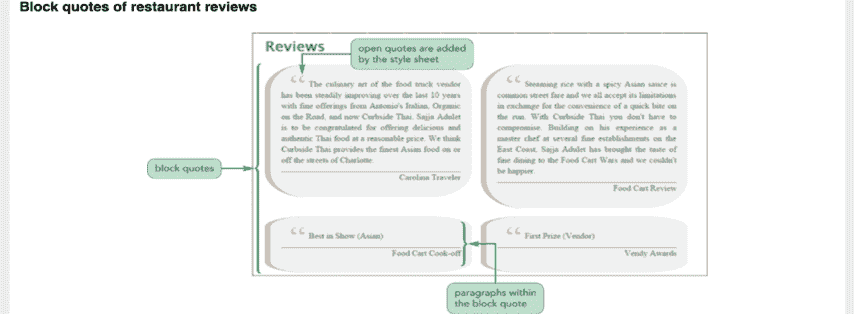 Block quotes of restaurant reviews
Reviews
open quotes are added
by the style sheet
“ The culinary art of the food truck vendor
has been steadily improving over the last 10 years
with fine offerings from Antonio's Italian, Organic
on the Road, and now Curbside Thai. Sajja Adulet
is to be congratulated for offering delicious and
authentic Thai food at a reasonable price. We think
Curbside Thai provides the finest Asian food on or
off the streets of Charlotte
Carolina Traveler
“ Steaming rice with a spicy Asian sauce is
common street fare and we all accept its limitations
in exchange for the convenience of a quick bite on
the run. With Curbside Thai you don't have to
compromise. Building on his experience as a
master chef at several fine establishments on the
East Coast, Sajja Adulet has brought the taste of
fine dining to the Food Cart Wars and we couldn't
be happier.
Food Cart Review
block quotes
“ Best in Show (Asian)
Food Cart Cook-off
“ First Prize (Vendor)
Vendy Awards
paragraphs within
the block quote